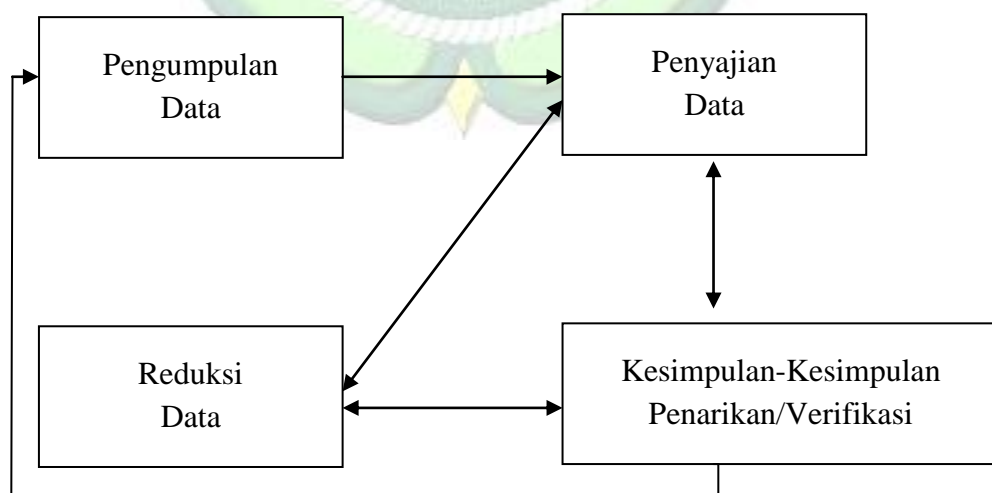 Pengumpulan
Data
Penyajian
Data
Reduksi
Data
Kesimpulan-Kesimpulan
Penarikan/Verifikasi